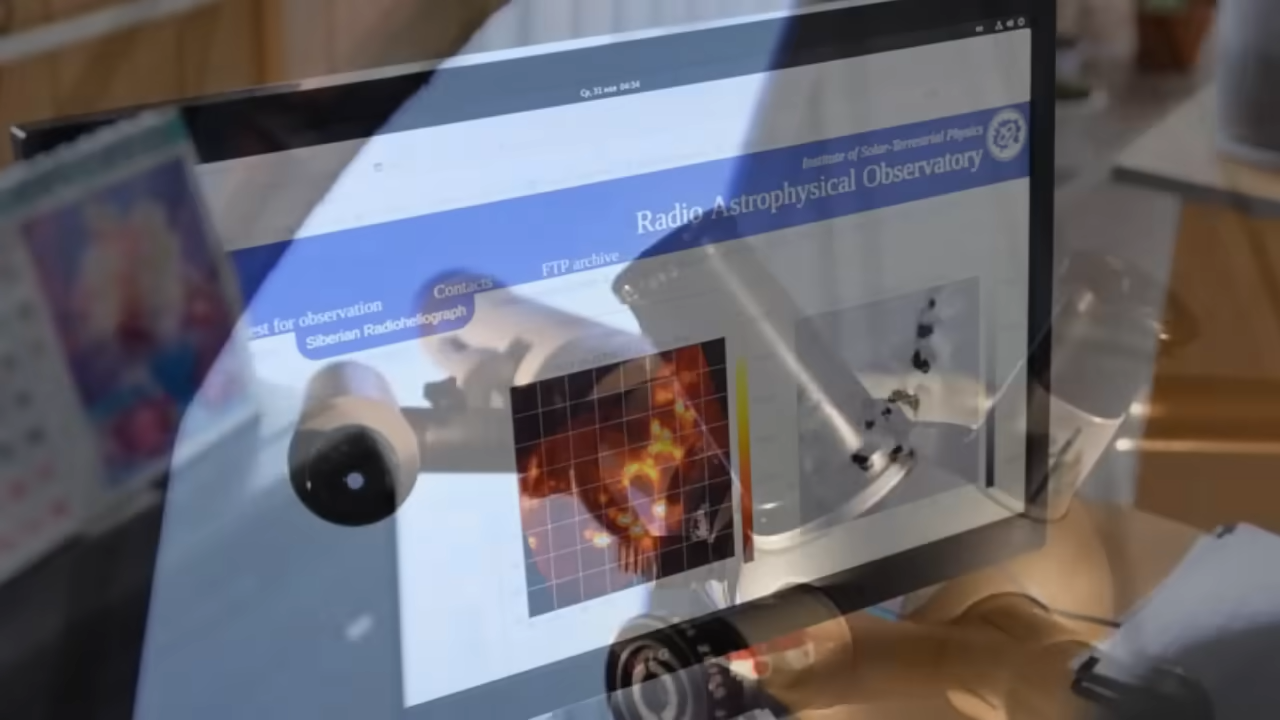 Ср, 31 мая 04:54
Institute of Solar-Terrestrial Physics
Radio Astrophysical Observatory
est for observation
Contacts
FTP archive
Siberian Radioheliograph